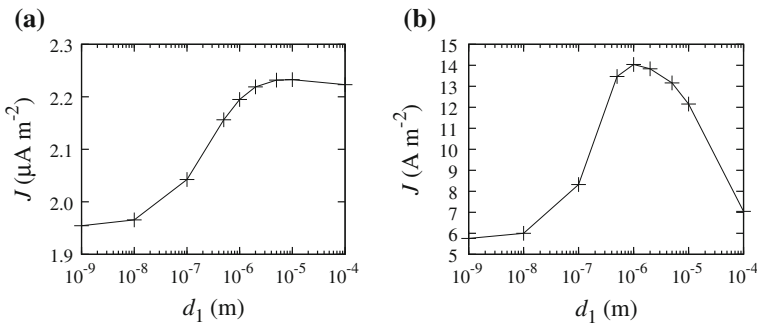 (a)
J (μA m⁻²)
2.3
2.2
2.1
2.0
1.9
10⁻⁹ 10⁻⁸ 10⁻⁷ 10⁻⁶ 10⁻⁵ 10⁻⁴
d₁ (m)
(b)
J (A m⁻²)
15
14
13
12
11
10
9
8
7
6
5
10⁻⁹ 10⁻⁸ 10⁻⁷ 10⁻⁶ 10⁻⁵ 10⁻⁴
d₁ (m)